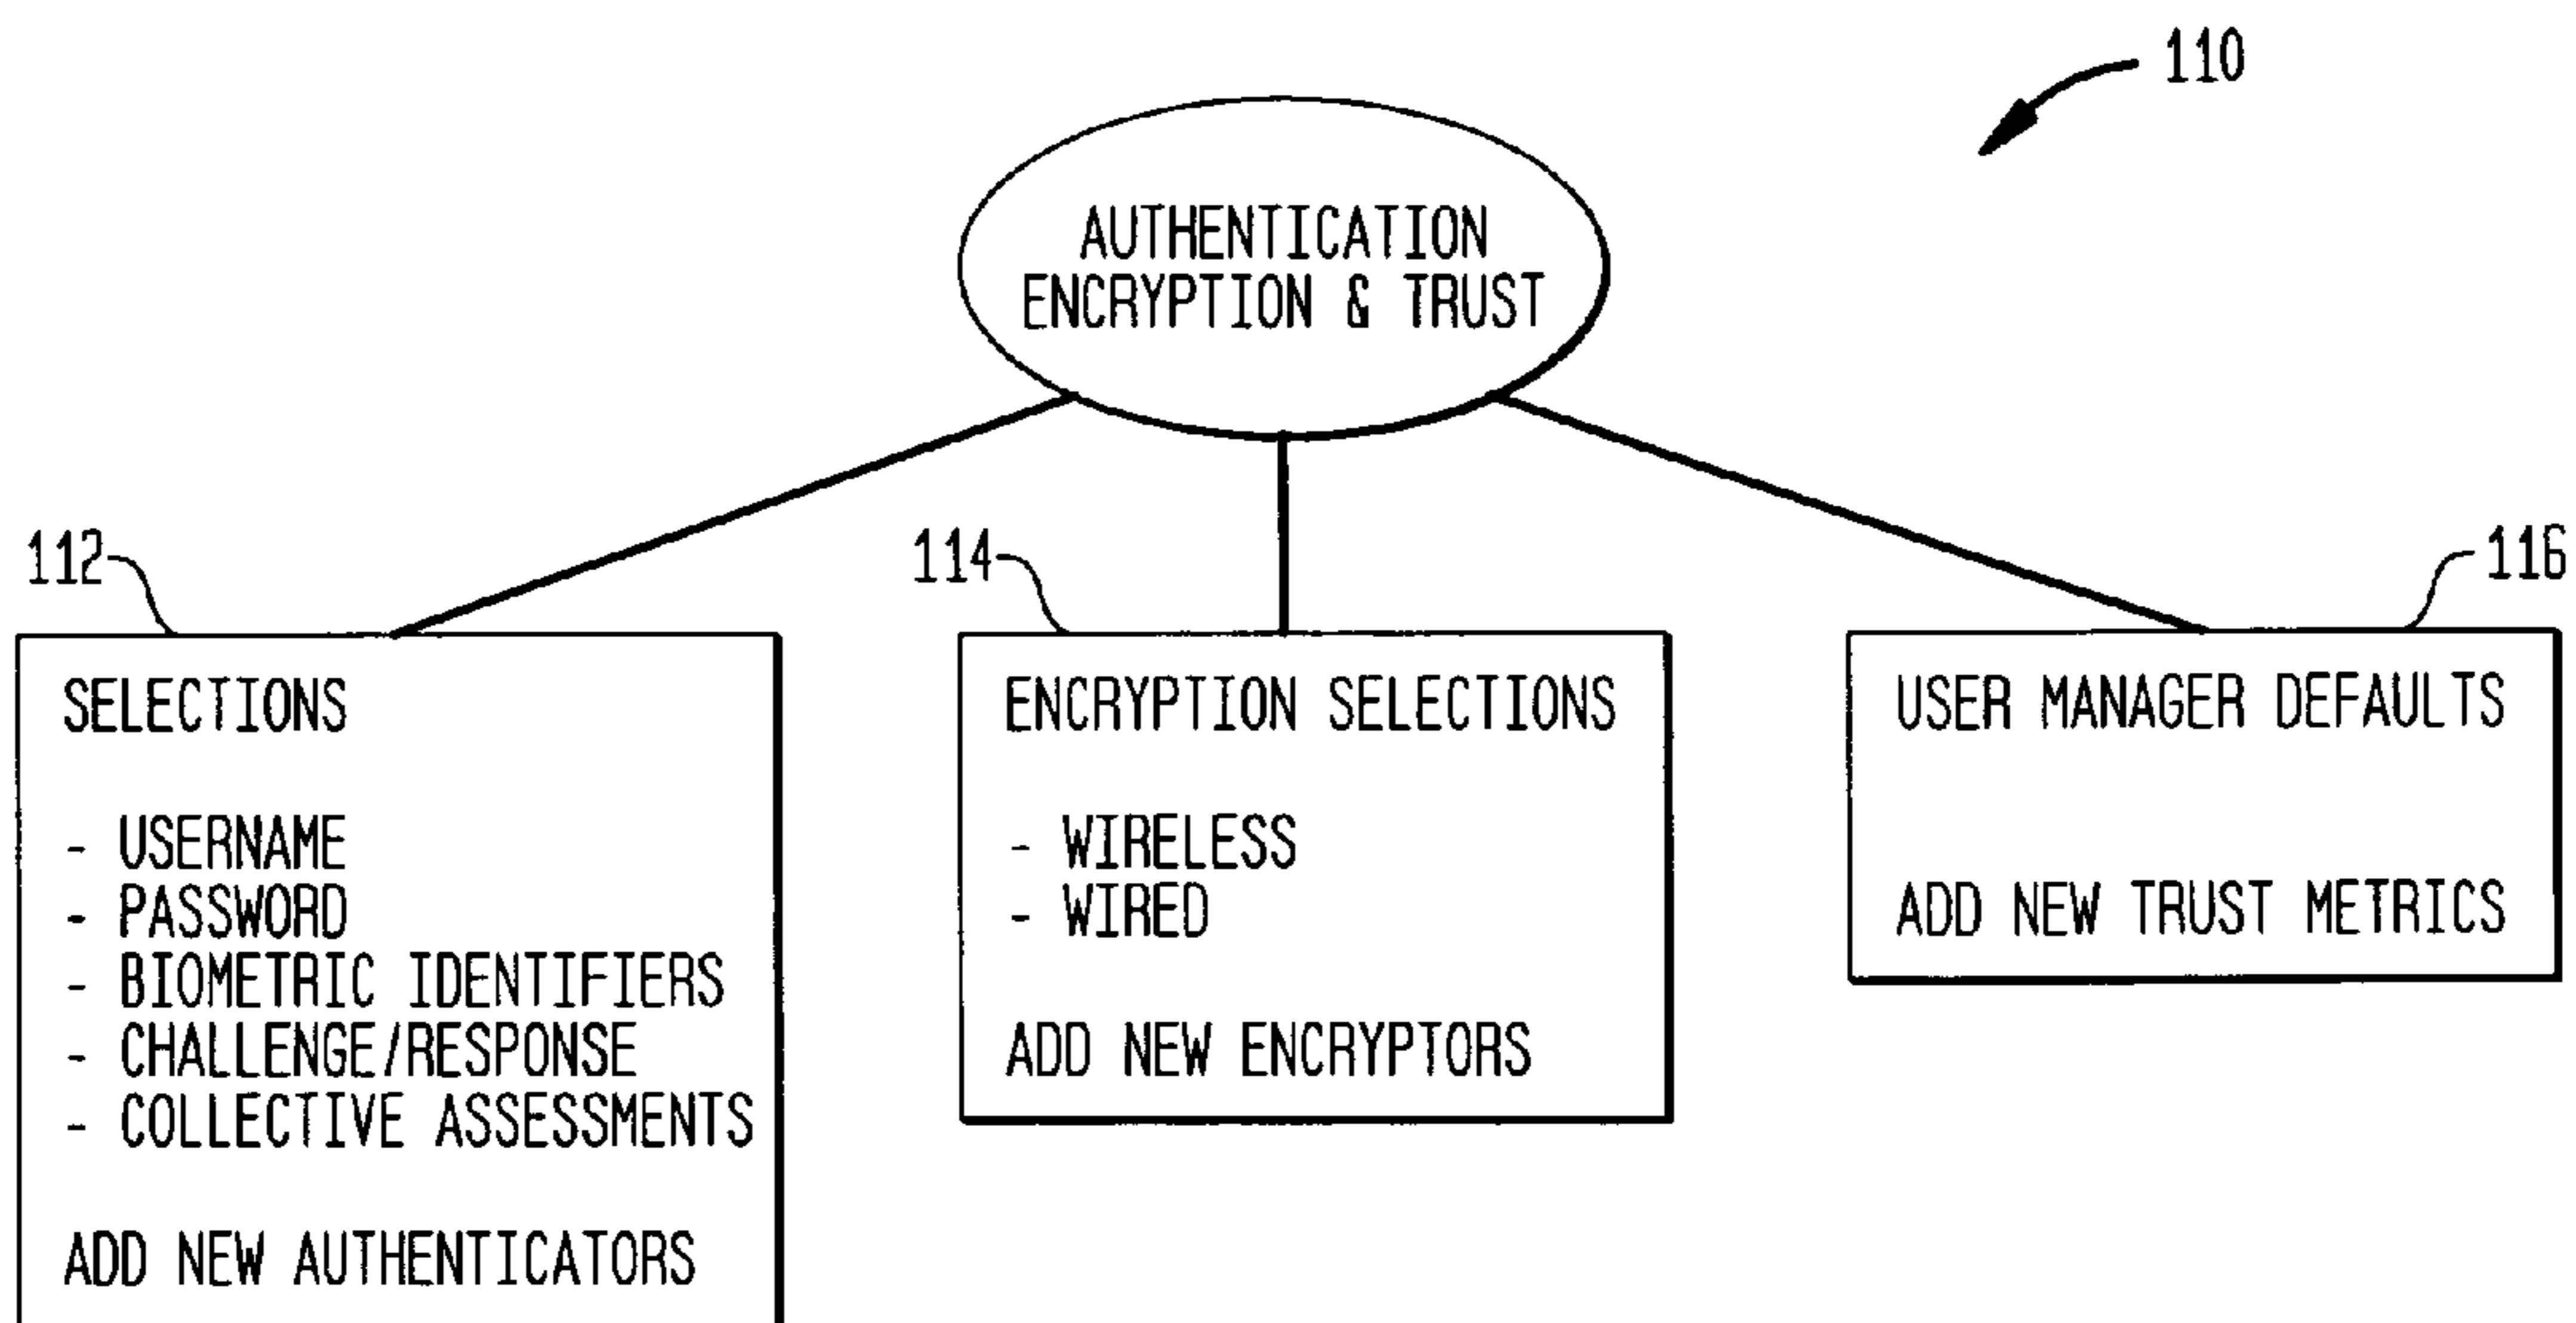 110
AUTHENTICATION
ENCRYPTION & TRUST
112
SELECTIONS
- USERNAME
- PASSWORD
- BIOMETRIC IDENTIFIERS
- CHALLENGE/RESPONSE
- COLLECTIVE ASSESSMENTS
ADD NEW AUTHENTICATORS
114
ENCRYPTION SELECTIONS
- WIRELESS
- WIRED
ADD NEW ENCRYPTORS
116
USER MANAGER DEFAULTS
ADD NEW TRUST METRICS